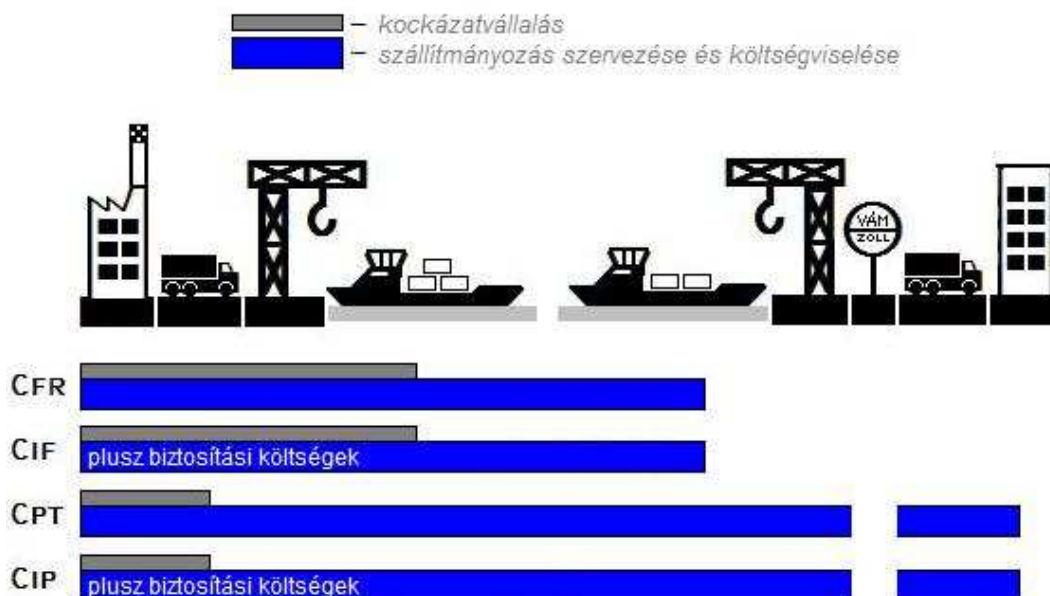 – kockázatvállalás
– szállítmányozás szervezése és költségviselése
VÁM
ZOLL
CFR
CIF
plusz biztosítási költségek
CPT
CIP
plusz biztosítási költségek